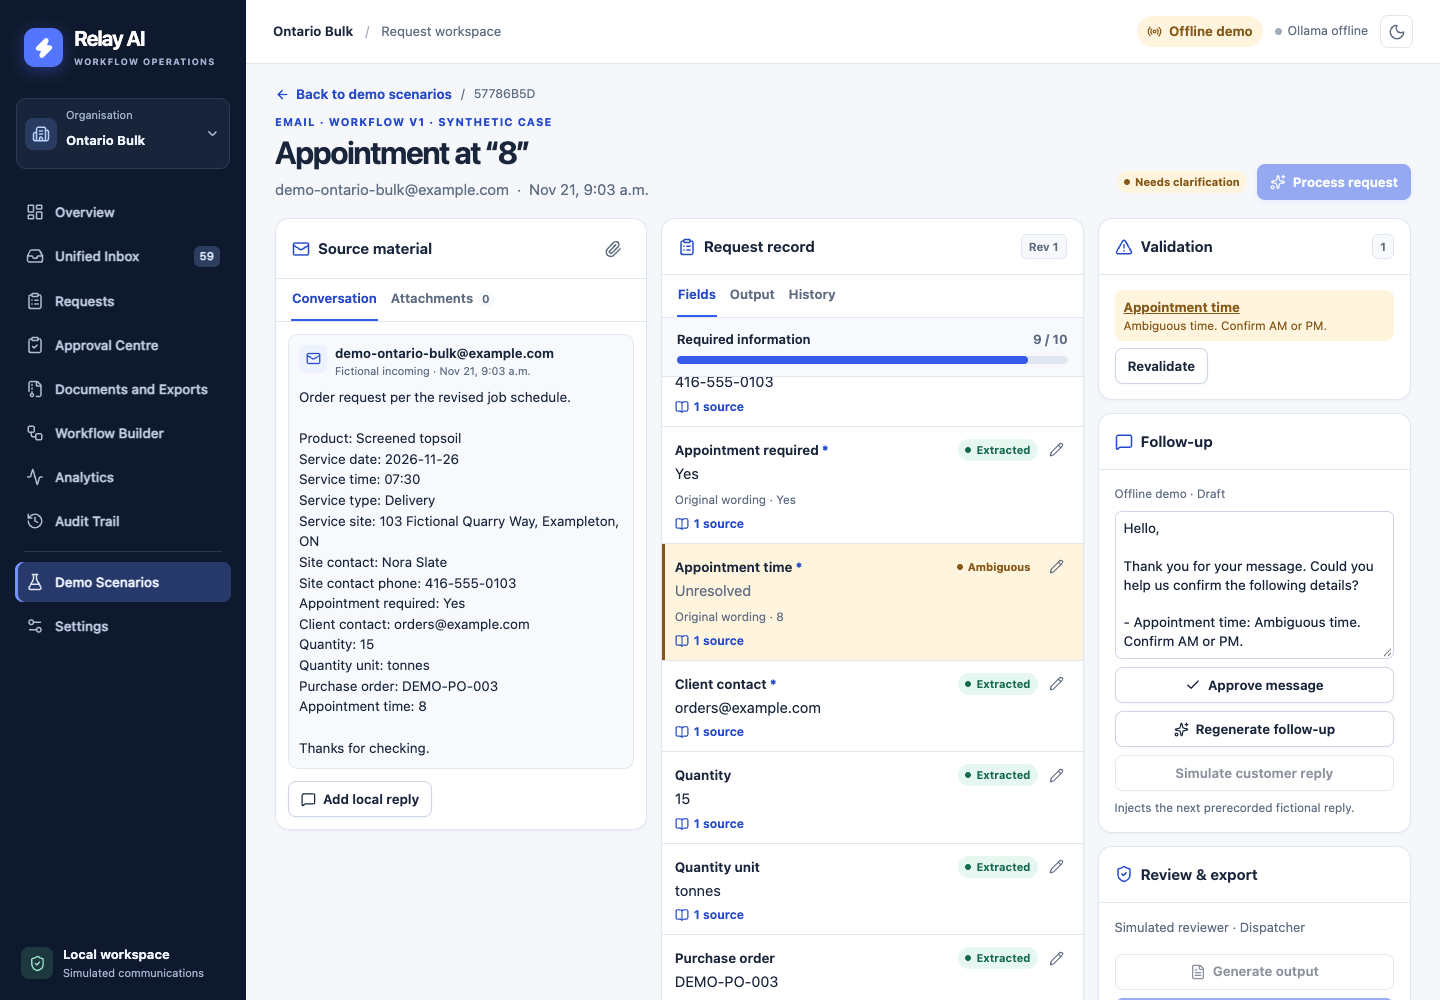 Relay AI
WORKFLOW OPERATIONS
Organisation
Ontario Bulk
Overview
Unified Inbox
59
Requests
Approval Centre
Documents and Exports
Workflow Builder
Analytics
Audit Trail
Demo Scenarios
Settings
Local workspace
Simulated communications
Ontario Bulk / Request workspace
Offline demo
Ollama offline
Back to demo scenarios / 57786B5D
EMAIL · WORKFLOW V1 · SYNTHETIC CASE
Appointment at “8”
demo-ontario-bulk@example.com · Nov 21, 9:03 a.m.
Needs clarification
Process request
Source material
Conversation
Attachments 0
demo-ontario-bulk@example.com
Fictional incoming · Nov 21, 9:03 a.m.
Order request per the revised job schedule.
Product: Screened topsoil
Service date: 2026-11-26
Service time: 07:30
Service type: Delivery
Service site: 103 Fictional Quarry Way, Exampleton,
ON
Site contact: Nora Slate
Site contact phone: 416-555-0103
Appointment required: Yes
Client contact: orders@example.com
Quantity: 15
Quantity unit: tonnes
Purchase order: DEMO-PO-003
Appointment time: 8
Thanks for checking.
Add local reply
Request record
Rev 1
Fields
Output
History
Required information
9 / 10
416-555-0103
1 source
Appointment required *
Extracted
Yes
Original wording · Yes
1 source
Appointment time *
Ambiguous
Unresolved
Original wording · 8
1 source
Client contact *
Extracted
orders@example.com
1 source
Quantity
Extracted
15
1 source
Quantity unit
Extracted
tonnes
1 source
Purchase order
Extracted
DEMO-PO-003
Validation
1
Appointment time
Ambiguous time. Confirm AM or PM.
Revalidate
Follow-up
Offline demo · Draft
Hello,
Thank you for your message. Could you
help us confirm the following details?
- Appointment time: Ambiguous time.
Confirm AM or PM.
Approve message
Regenerate follow-up
Simulate customer reply
Injects the next prerecorded fictional reply.
Review & export
Simulated reviewer · Dispatcher
Generate output